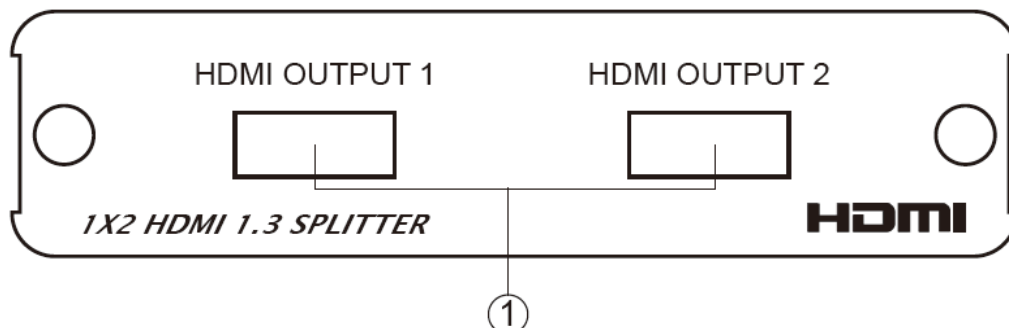 HDMI OUTPUT 1 HDMI OUTPUT 2
1X2 HDMI 1.3 SPLITTER HDMI
1